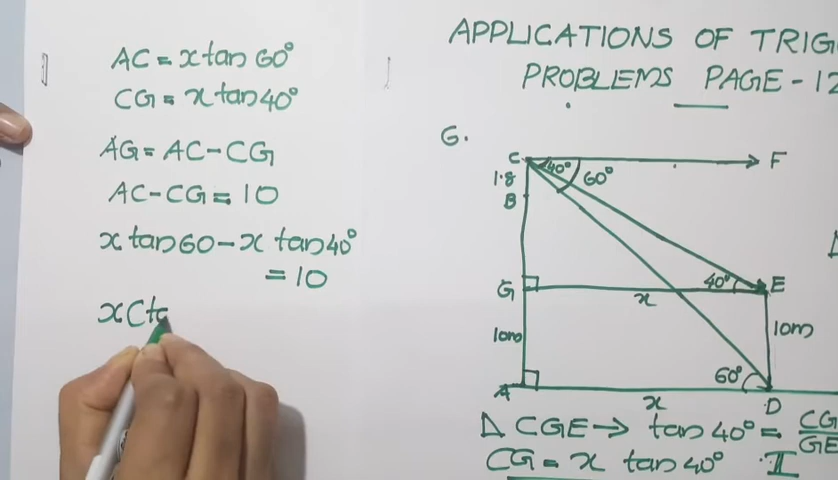 AC = x tan 60°
CG = x tan 40°
AG = AC - CG
AC - CG = 10
x tan 60 - x tan 40°
= 10
x (ta
APPLICATIONS OF TRIG
PROBLEMS PAGE - 12
6.
C 40° 60° F
1.8
B
G x 40° E
10m 10m
60°
A x D
Δ CGE → tan 40° = CG/GE
CG = x tan 40° I